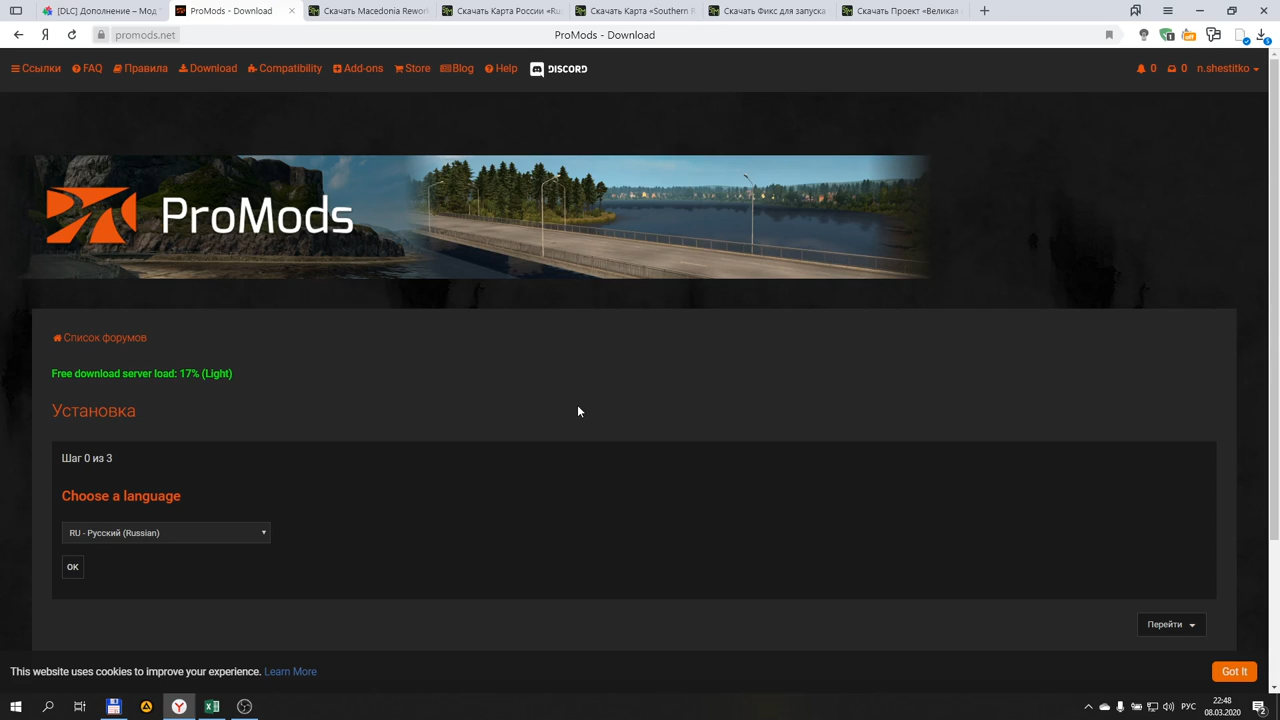 [DLC] Дополнение – Мод
ProMods - Download
Скачать Macedonia Rework
Скачать Карта России «Ru
Скачать Карта «Southern R
Скачать Фикс для запуска
Скачать Проект «Великая
promods.net
ProMods - Download
Ссылки FAQ Правила Download Compatibility Add-ons Store Blog Help DISCORD
0 0 n.shestitko
ProMods
Список форумов
Free download server load: 17% (Light)
Установка
Шаг 0 из 3
Choose a language
RU - Русский (Russian)
OK
Перейти
This website uses cookies to improve your experience. Learn More
Got It
РУС
22:48
08.03.2020
2